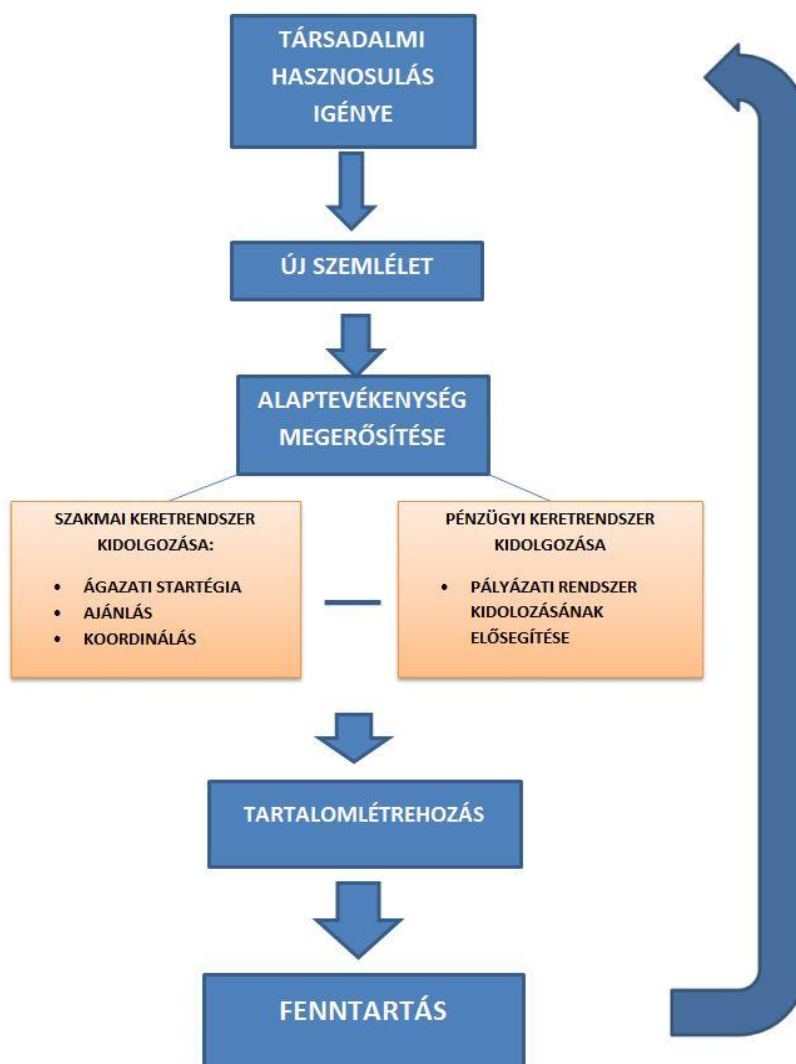 TÁRSADALMI
HASZNOSULÁS
IGÉNYE
ÚJ SZEMLÉLET
ALAPTEVÉKENYSÉG
MEGERŐSÍTÉSE
SZAKMAI KERETRENDSZER
KIDOLGOZÁSA:
• ÁGAZATI STARTÉGIA
• AJÁNLÁS
• KOORDINÁLÁS
PÉNZÜGYI KERETRENDSZER
KIDOLGOZÁSA
• PÁLYÁZATI RENDSZER
KIDOLOZÁSÁNAK
ELŐSEGÍTÉSE
TARTALOMLÉTREHOZÁS
FENNTARTÁS